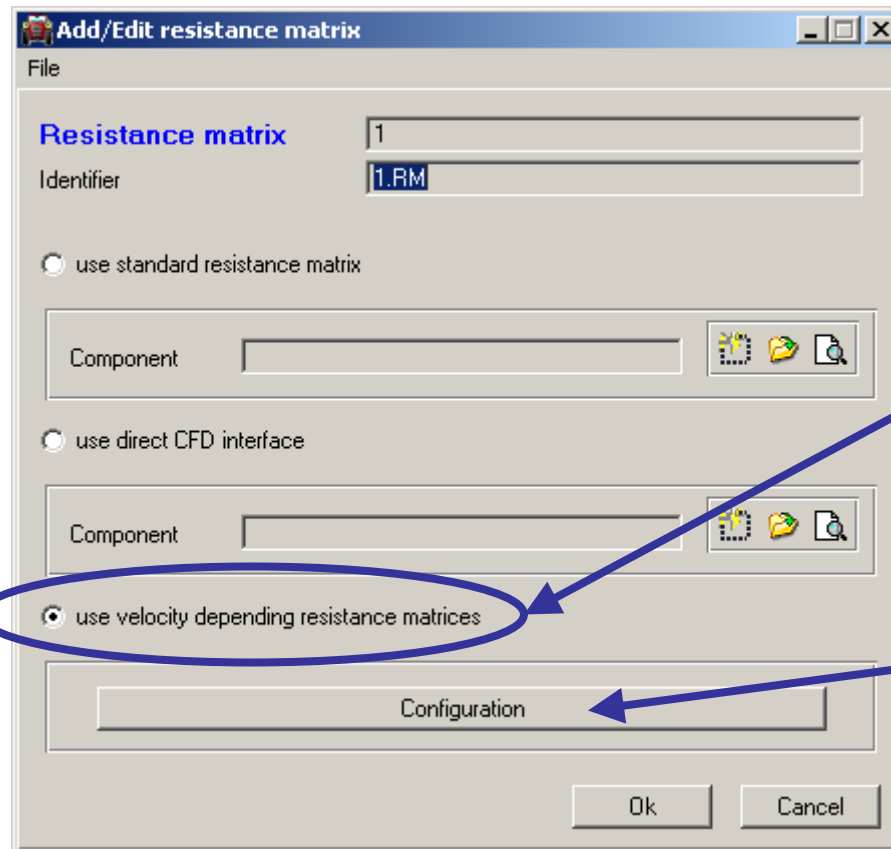 Add/Edit resistance matrix
File
Resistance matrix 1
Identifier 1.RM
use standard resistance matrix
Component
use direct CFD interface
Component
use velocity depending resistance matrices
Configuration
Ok Cancel